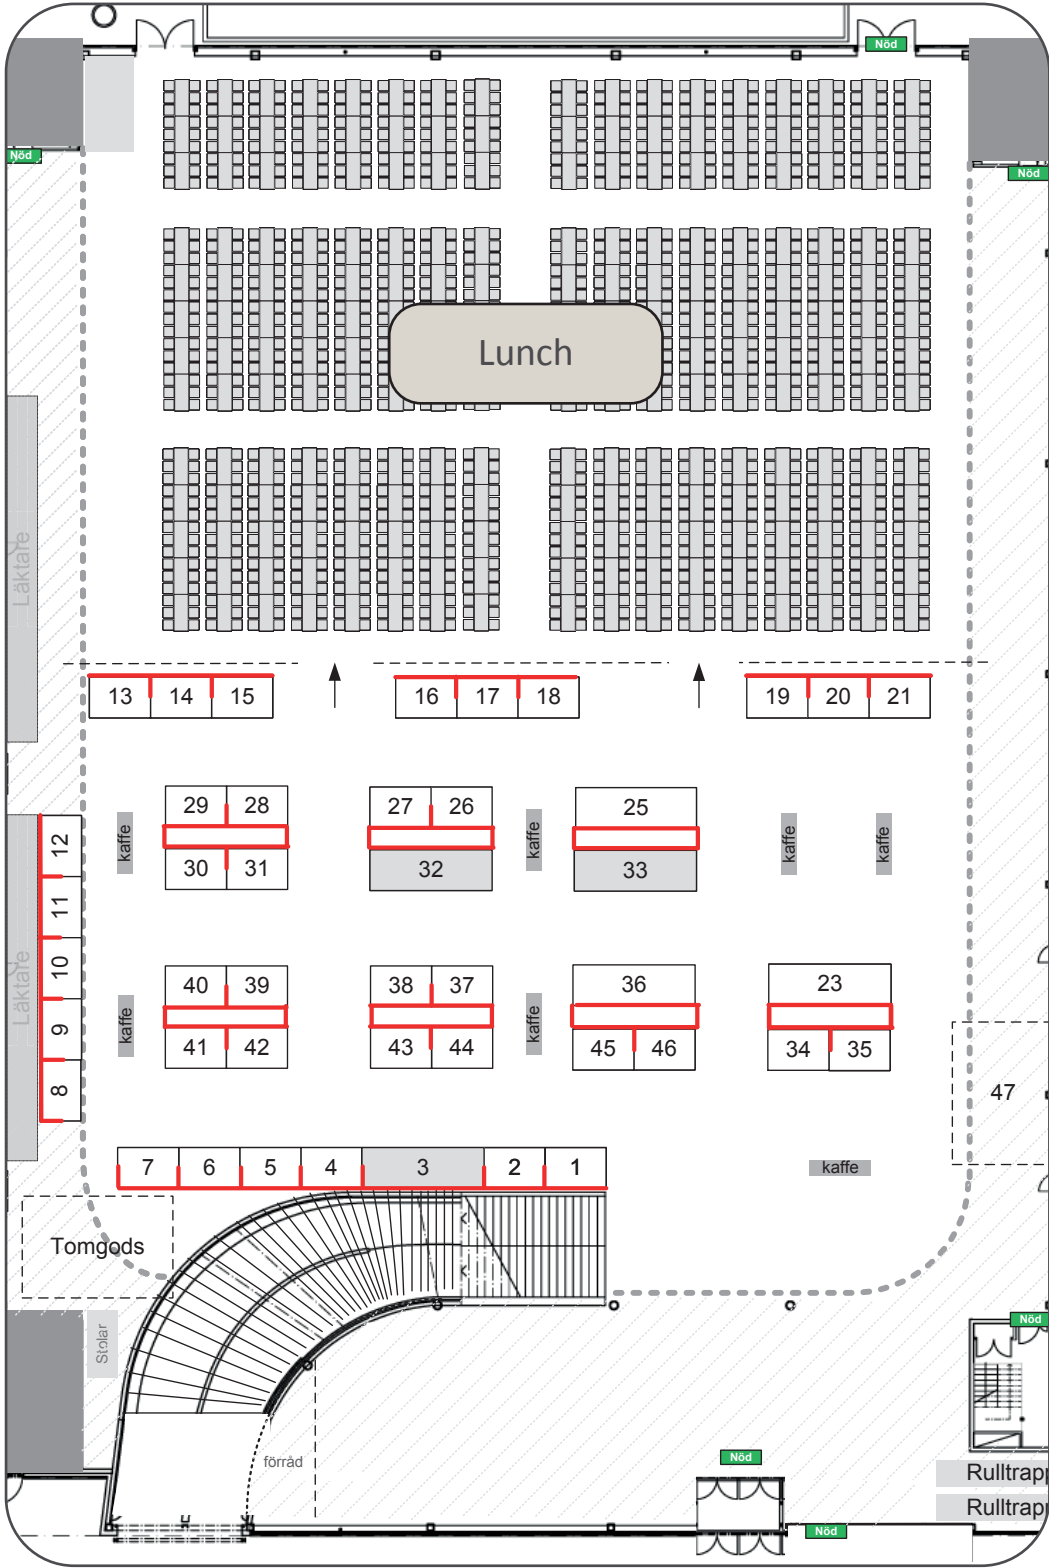 Nöd
Nöd
Nöd
Lunch
Läktare
13 14 15 16 17 18 19 20 21
29 28 27 26 25
kaffe kaffe kaffe kaffe
30 31 32 33
12
11
10
9
8
Läktare
40 39 38 37 36 23
kaffe kaffe
41 42 43 44 45 46 34 35
47
7 6 5 4 3 2 1
kaffe
Tomgods
Stolar
Nöd
förråd
Nöd
Rulltrapp
Rulltrapp
Nöd